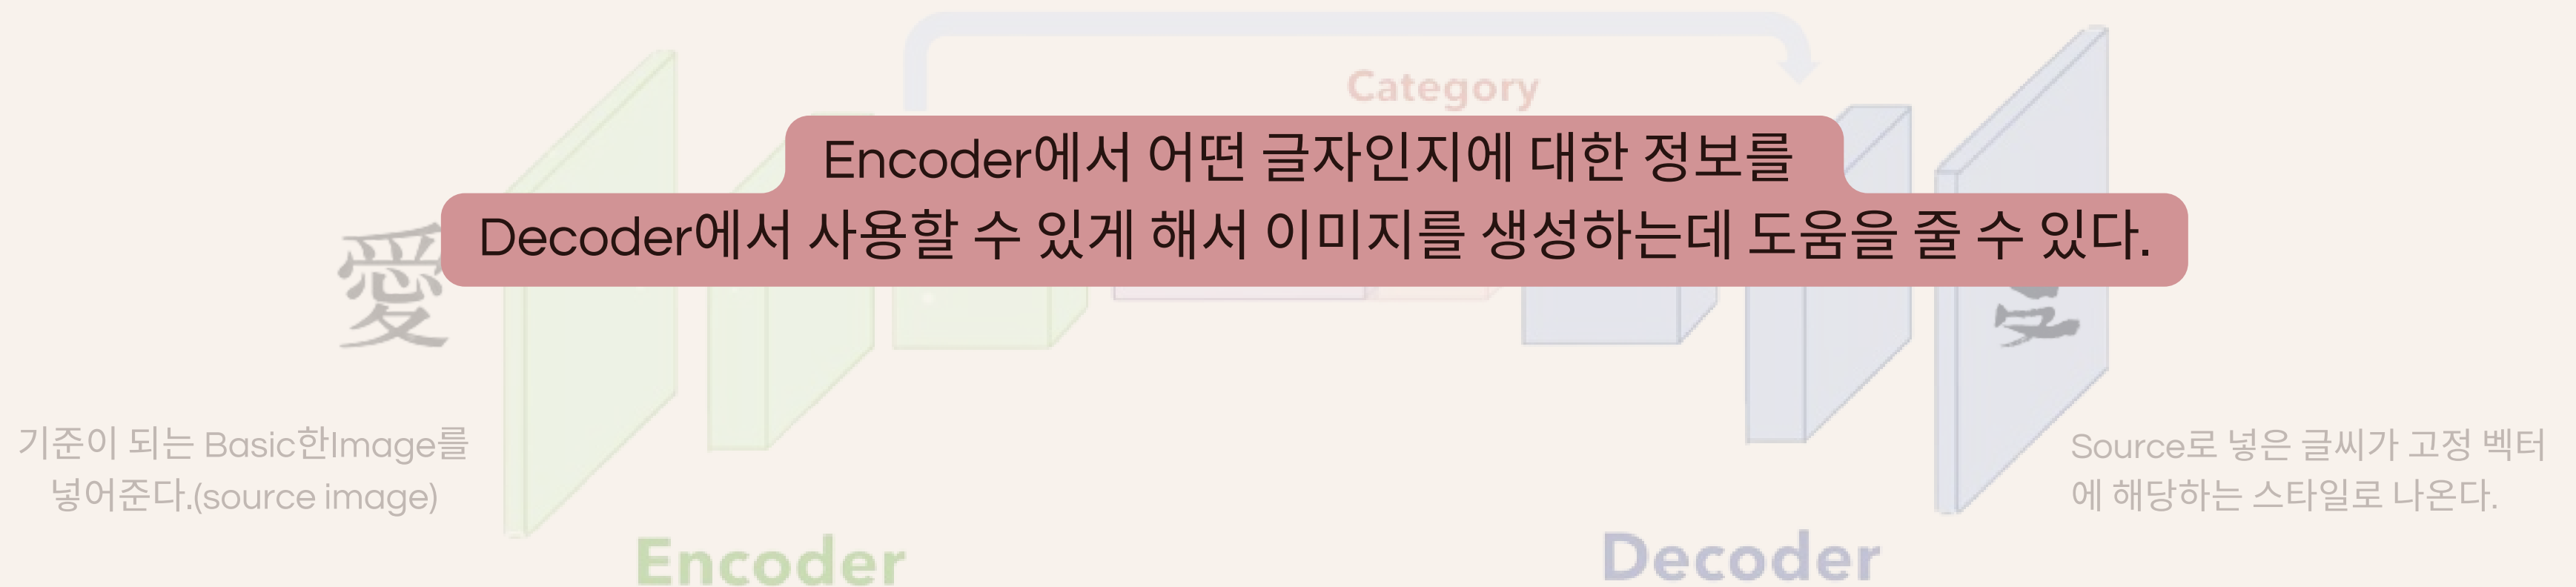 Category
Encoder에서 어떤 글자인지에 대한 정보를
Decoder에서 사용할 수 있게 해서 이미지를 생성하는데 도움을 줄 수 있다.
愛
기준이 되는 Basic한Image를
넣어준다.(source image)
Source로 넣은 글씨가 고정 벡터
에 해당하는 스타일로 나온다.
Encoder
Decoder